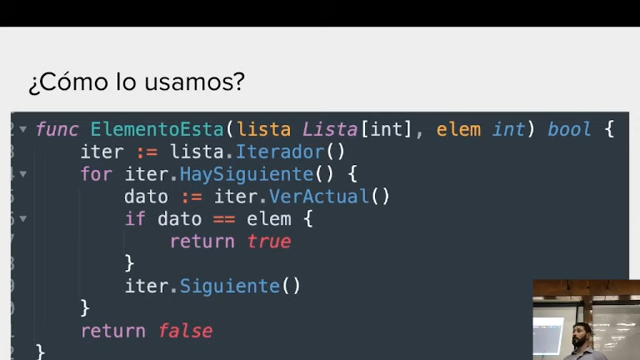 ¿Cómo lo usamos?
func ElementoEsta(lista Lista[int], elem int) bool {
iter := lista.Iterador()
for iter.HaySiguiente() {
dato := iter.VerActual()
if dato == elem {
return true
}
iter.Siguiente()
}
return false
}